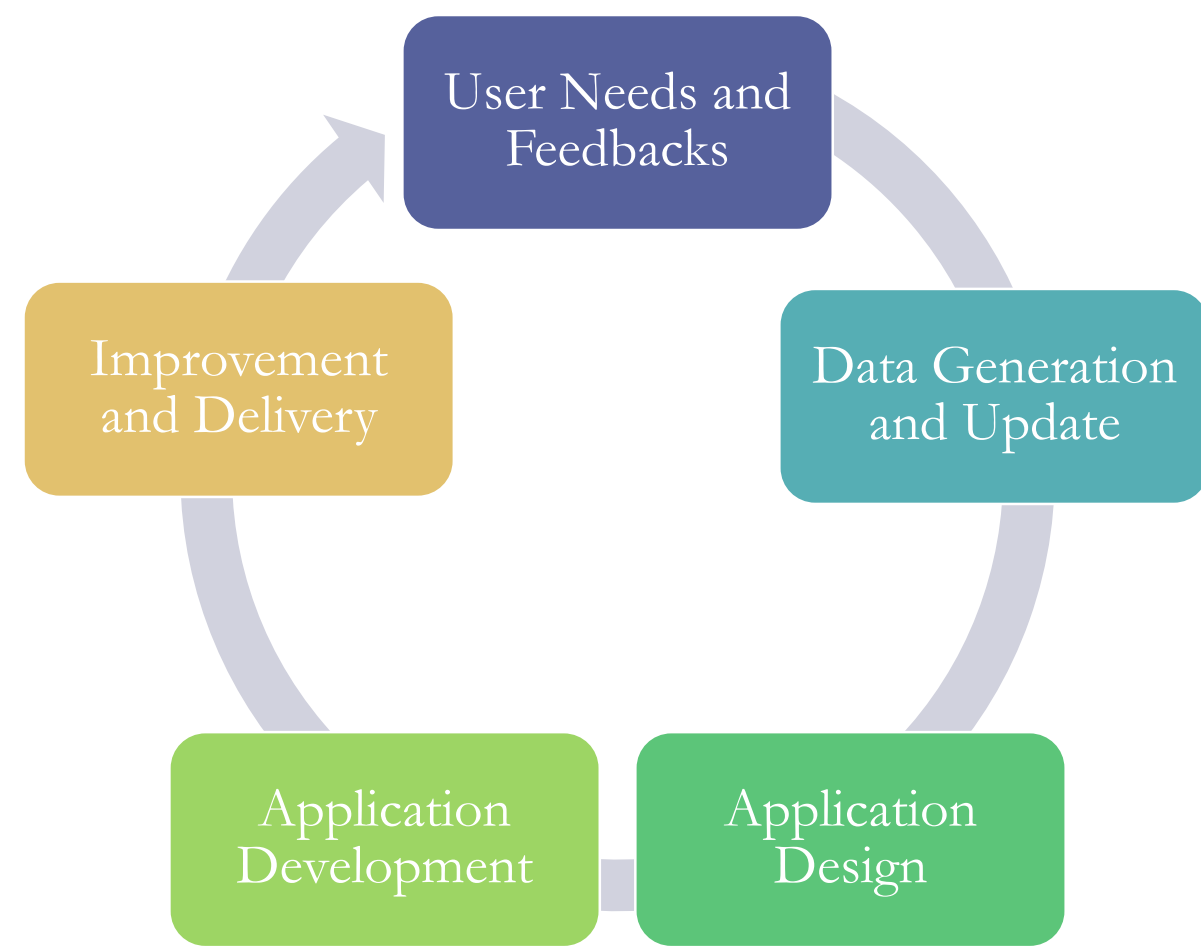 User Needs and
Feedbacks
Data Generation
and Update
Application
Design
Application
Development
Improvement
and Delivery